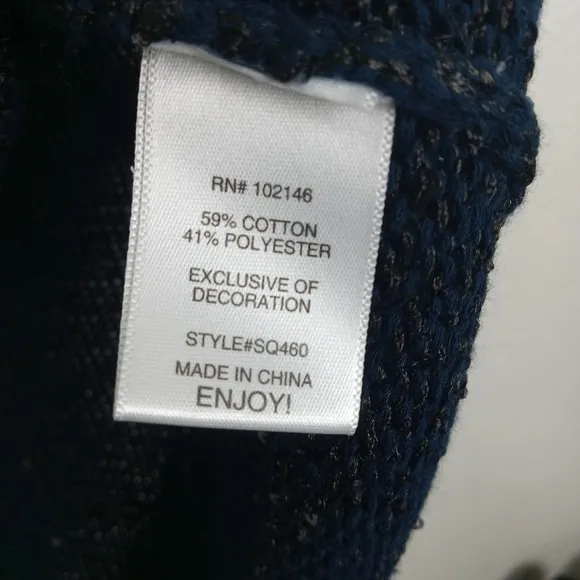 RN# 102146
59% COTTON
41% POLYESTER
EXCLUSIVE OF
DECORATION
STYLE#SQ460
MADE IN CHINA
ENJOY!